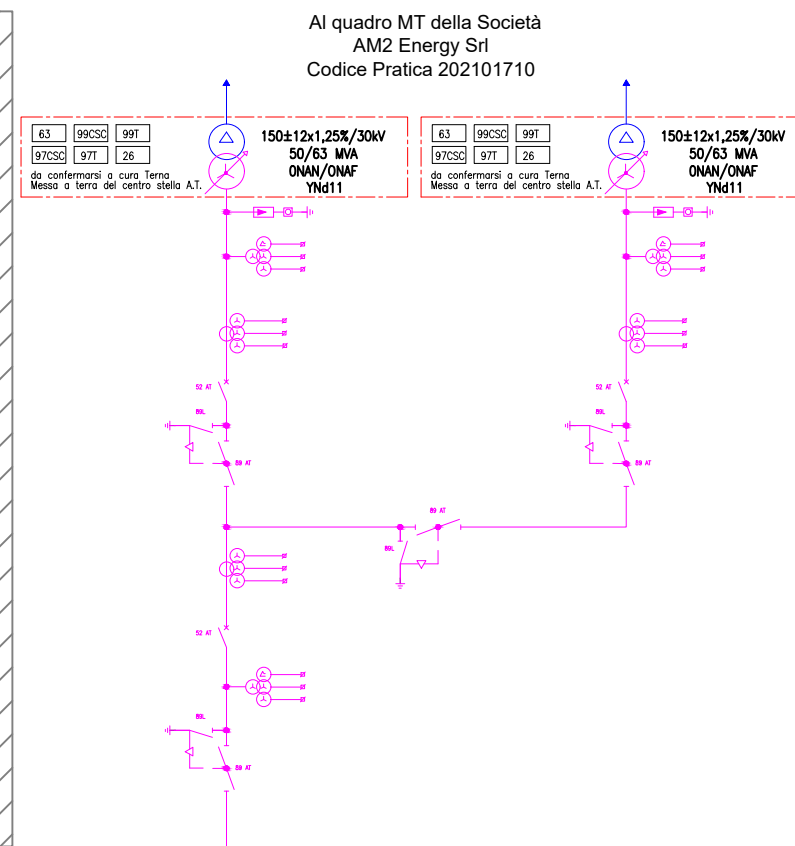 Al quadro MT della Società
AM2 Energy Srl
Codice Pratica 202101710
63 99CSC 99T
97CSC 97T 26
da confermarsi a cura Terna
Messa a terra del centro stella A.T.
150±12x1,25%/30kV
50/63 MVA
ONAN/ONAF
YNd11
63 99CSC 99T
97CSC 97T 26
da confermarsi a cura Terna
Messa a terra del centro stella A.T.
150±12x1,25%/30kV
50/63 MVA
ONAN/ONAF
YNd11
52 AT
89L
89 AT
52 AT
89L
89 AT
89 AT
89L
52 AT
89L
89 AT